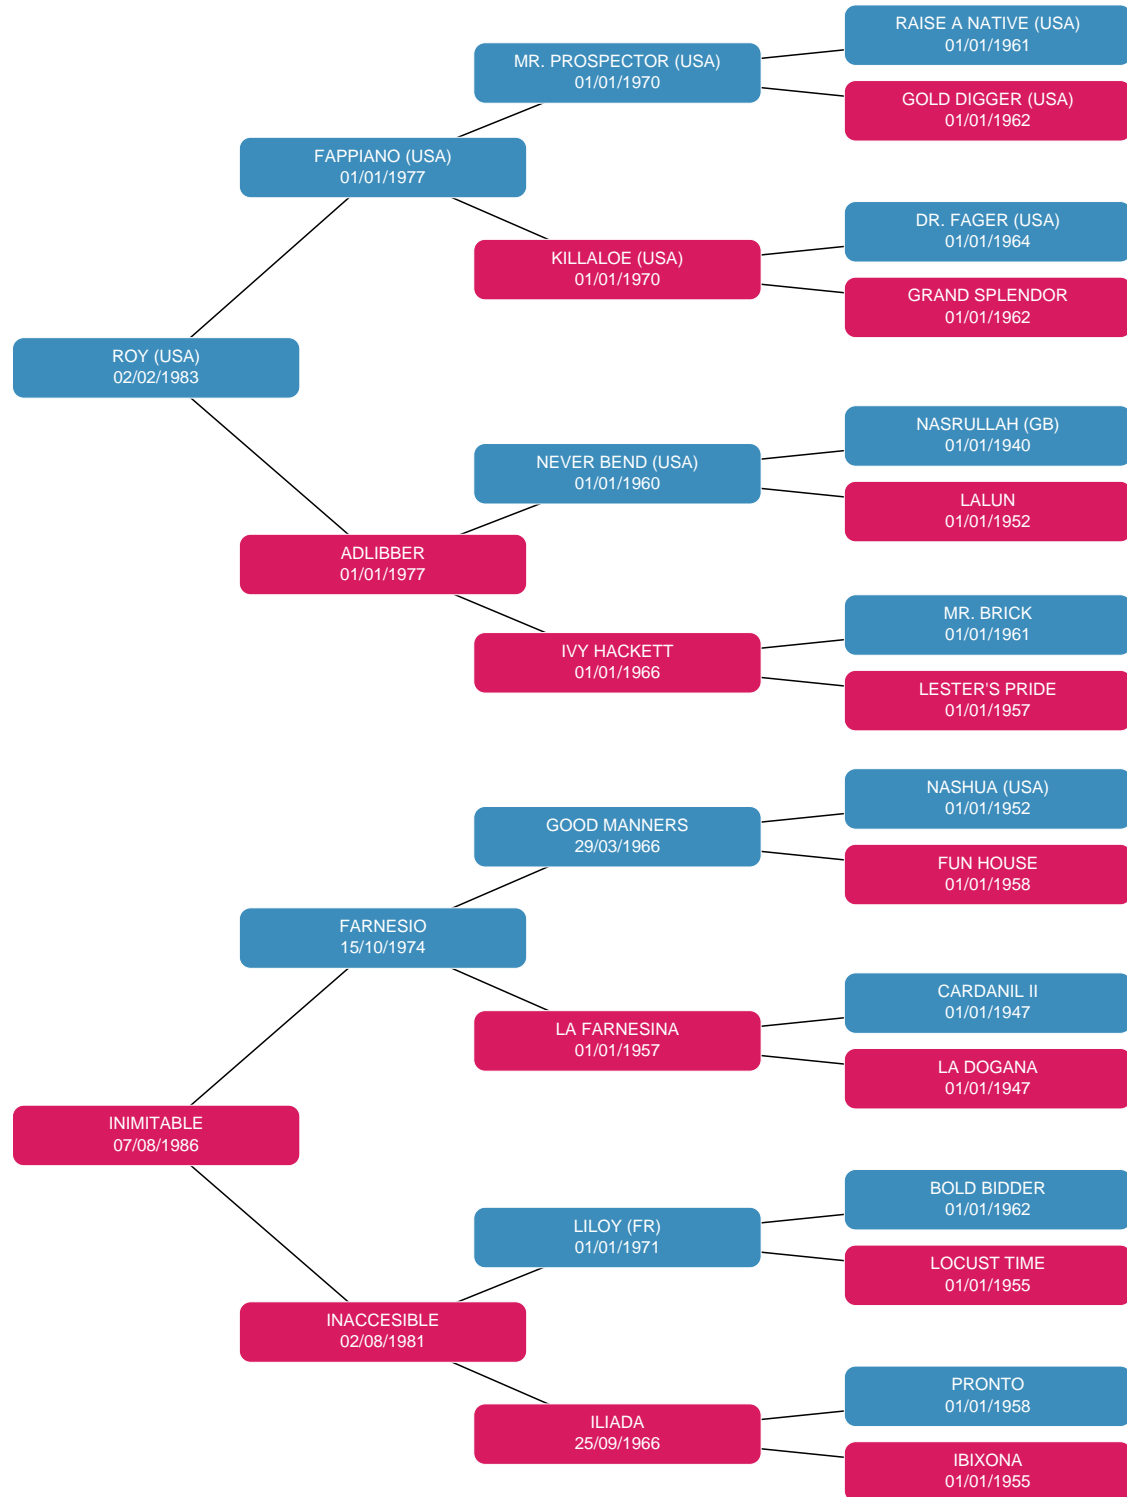 RAISE A NATIVE (USA)
01/01/1961
MR. PROSPECTOR (USA)
01/01/1970
GOLD DIGGER (USA)
01/01/1962
FAPPIANO (USA)
01/01/1977
DR. FAGER (USA)
01/01/1964
KILLALOE (USA)
01/01/1970
GRAND SPLENDOR
01/01/1962
ROY (USA)
02/02/1983
NASRULLAH (GB)
01/01/1940
NEVER BEND (USA)
01/01/1960
LALUN
01/01/1952
ADLIBBER
01/01/1977
MR. BRICK
01/01/1961
IVY HACKETT
01/01/1966
LESTER'S PRIDE
01/01/1957
NASHUA (USA)
01/01/1952
GOOD MANNERS
29/03/1966
FUN HOUSE
01/01/1958
FARNESIO
15/10/1974
CARDANIL II
01/01/1947
LA FARNESINA
01/01/1957
LA DOGANA
01/01/1947
INIMITABLE
07/08/1986
BOLD BIDDER
01/01/1962
LILOY (FR)
01/01/1971
LOCUST TIME
01/01/1955
INACCESIBLE
02/08/1981
PRONTO
01/01/1958
ILIADA
25/09/1966
IBIXONA
01/01/1955